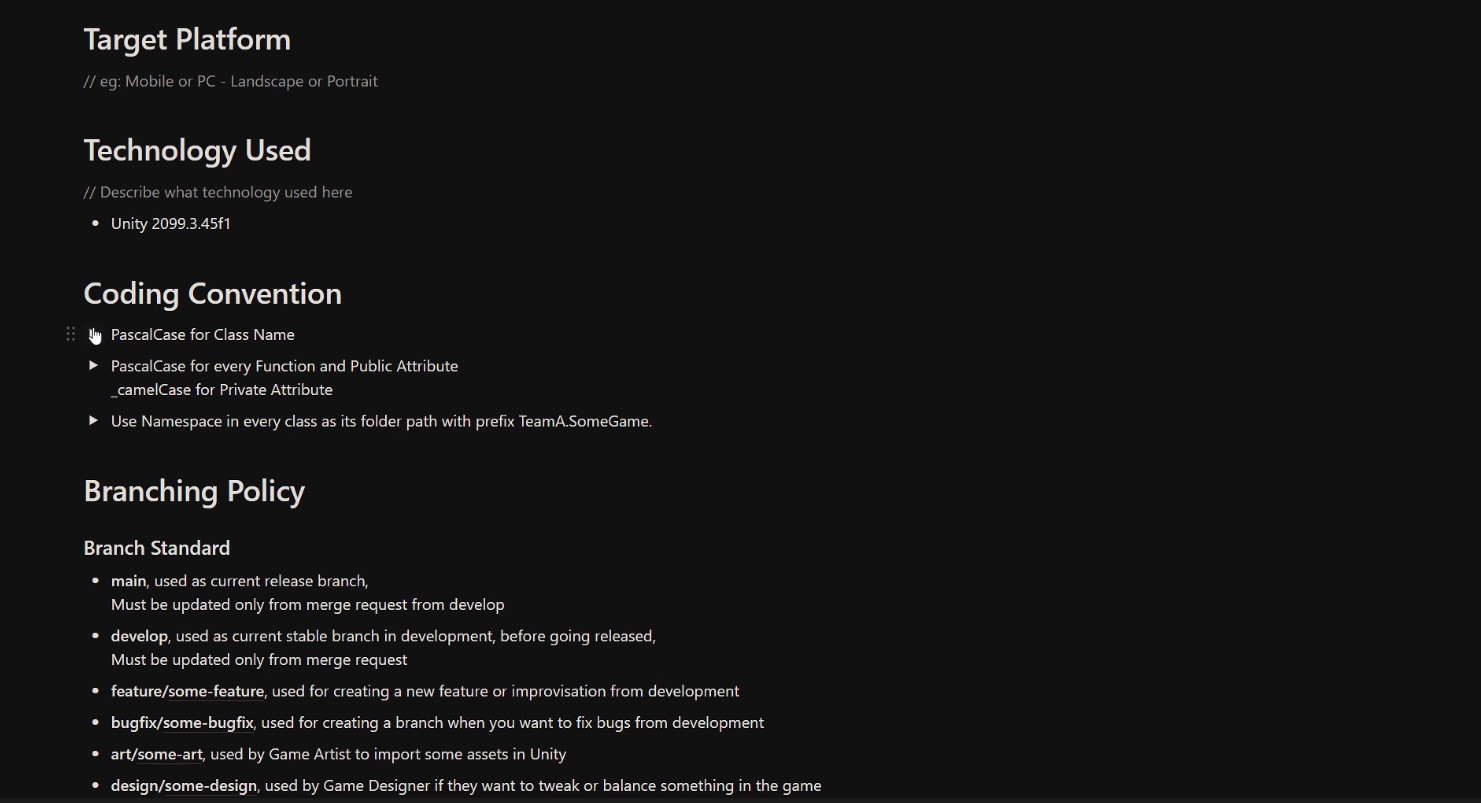 Target Platform
// eg: Mobile or PC - Landscape or Portrait
Technology Used
// Describe what technology used here
Unity 2099.3.45f1
Coding Convention
PascalCase for Class Name
PascalCase for every Function and Public Attribute
_camelCase for Private Attribute
Use Namespace in every class as its folder path with prefix TeamA.SomeGame.
Branching Policy
Branch Standard
main, used as current release branch,
Must be updated only from merge request from develop
develop, used as current stable branch in development, before going released,
Must be updated only from merge request
feature/some-feature, used for creating a new feature or improvisation from development
bugfix/some-bugfix, used for creating a branch when you want to fix bugs from development
art/some-art, used by Game Artist to import some assets in Unity
design/some-design, used by Game Designer if they want to tweak or balance something in the game